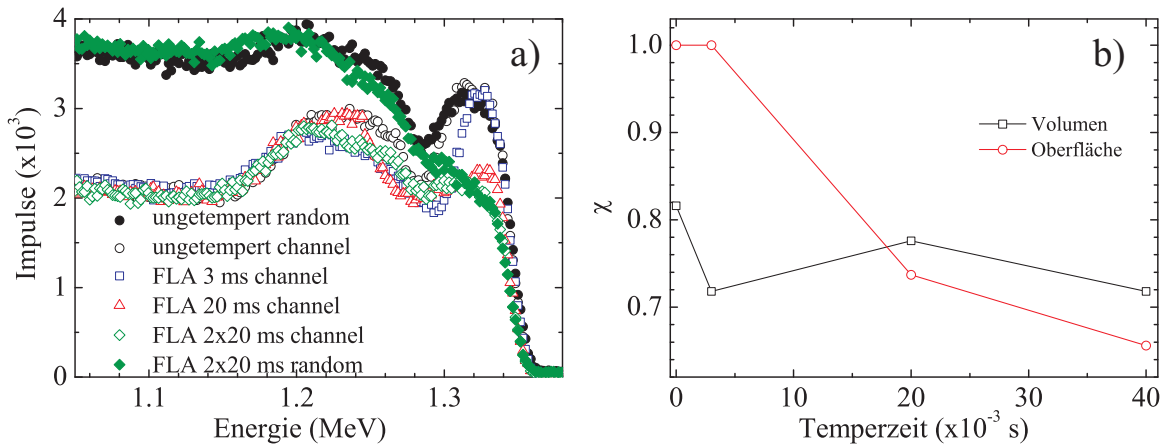 a)
Impulse (x10³)
4
3
2
1
0
1.1
1.2
1.3
Energie (MeV)
ungetempert random
ungetempert channel
FLA 3 ms channel
FLA 20 ms channel
FLA 2x20 ms channel
FLA 2x20 ms random
b)
χ
1.0
0.9
0.8
0.7
0
10
20
30
40
Temperzeit (x10⁻³ s)
Volumen
Oberfläche